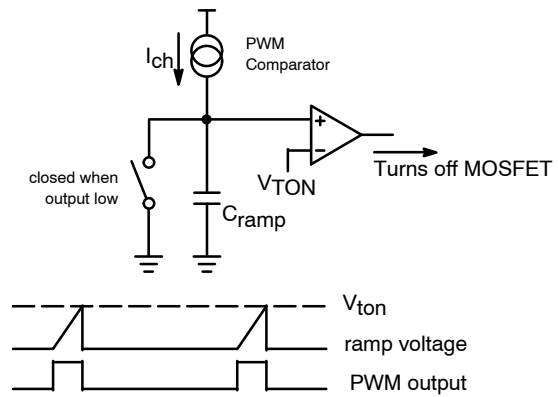 I_ch
PWM
Comparator
+
−
closed when
output low
V_TON
Turns off MOSFET
C_ramp
V_ton
ramp voltage
PWM output